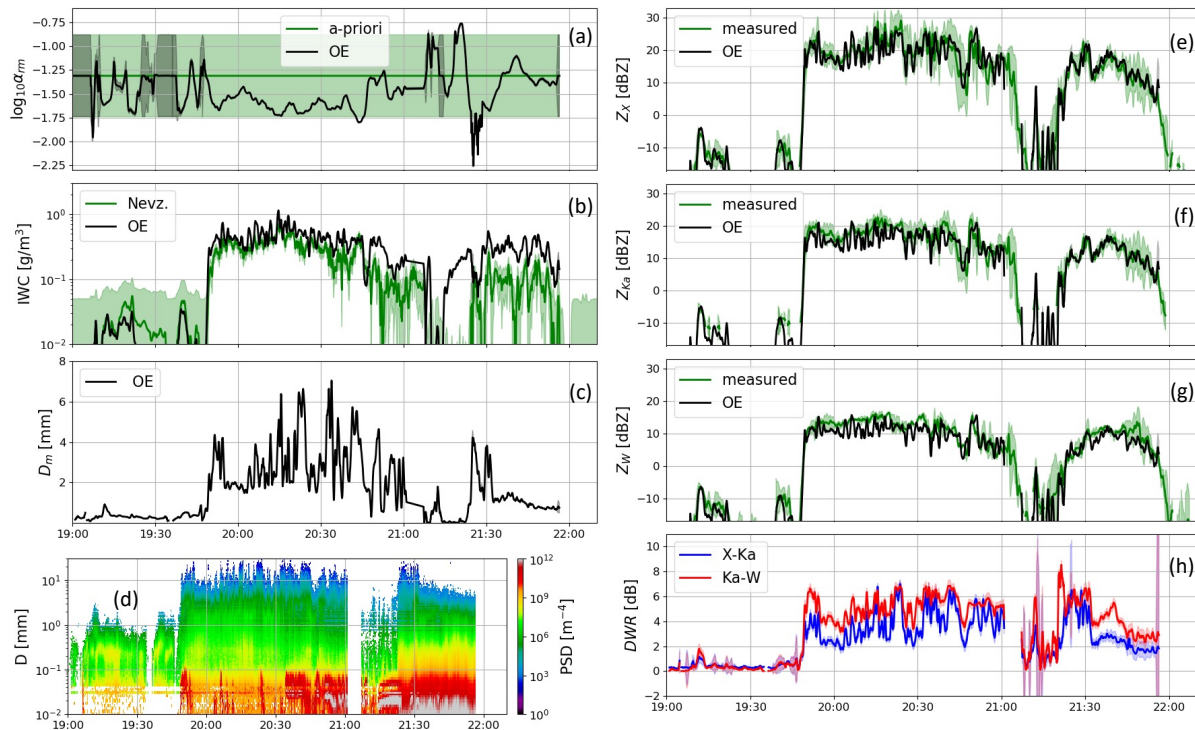 −0.75
−1.00
−1.25
−1.50
−1.75
−2.00
−2.25
log₁₀α_rm
a-priori
OE
(a)
10⁰
10⁻¹
10⁻²
IWC [g/m³]
Nevz.
OE
(b)
8
6
4
2
D_m [mm]
OE
(c)
19:00 19:30 20:00 20:30 21:00 21:30 22:00
10¹
10⁰
10⁻¹
10⁻²
D [mm]
(d)
19:00 19:30 20:00 20:30 21:00 21:30 22:00
10¹²
10⁹
10⁶
10³
10⁰
PSD [m⁻⁴]
30
20
10
0
−10
Z_X [dBZ]
measured
OE
(e)
30
20
10
0
−10
Z_Ka [dBZ]
measured
OE
(f)
30
20
10
0
−10
Z_W [dBZ]
measured
OE
(g)
10
8
6
4
2
0
−2
DWR [dB]
X-Ka
Ka-W
(h)
19:00 19:30 20:00 20:30 21:00 21:30 22:00